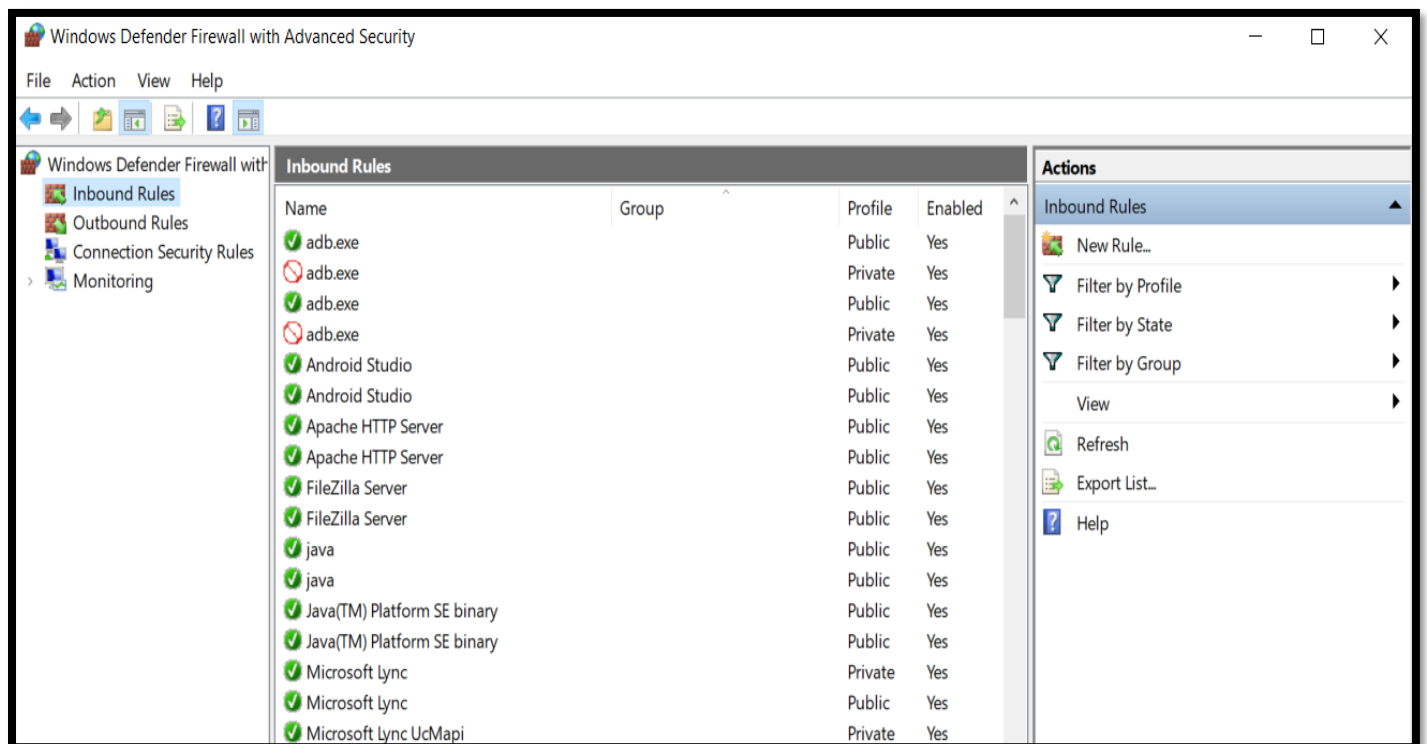 Windows Defender Firewall with Advanced Security
File Action View Help
Windows Defender Firewall with
Inbound Rules
Outbound Rules
Connection Security Rules
Monitoring
Inbound Rules
Name Group Profile Enabled
adb.exe Public Yes
adb.exe Private Yes
adb.exe Public Yes
adb.exe Private Yes
Android Studio Public Yes
Android Studio Public Yes
Apache HTTP Server Public Yes
Apache HTTP Server Public Yes
FileZilla Server Public Yes
FileZilla Server Public Yes
java Public Yes
java Public Yes
Java(TM) Platform SE binary Public Yes
Java(TM) Platform SE binary Public Yes
Microsoft Lync Private Yes
Microsoft Lync Public Yes
Microsoft Lync UcMapi Private Yes
Actions
Inbound Rules
New Rule...
Filter by Profile
Filter by State
Filter by Group
View
Refresh
Export List...
Help